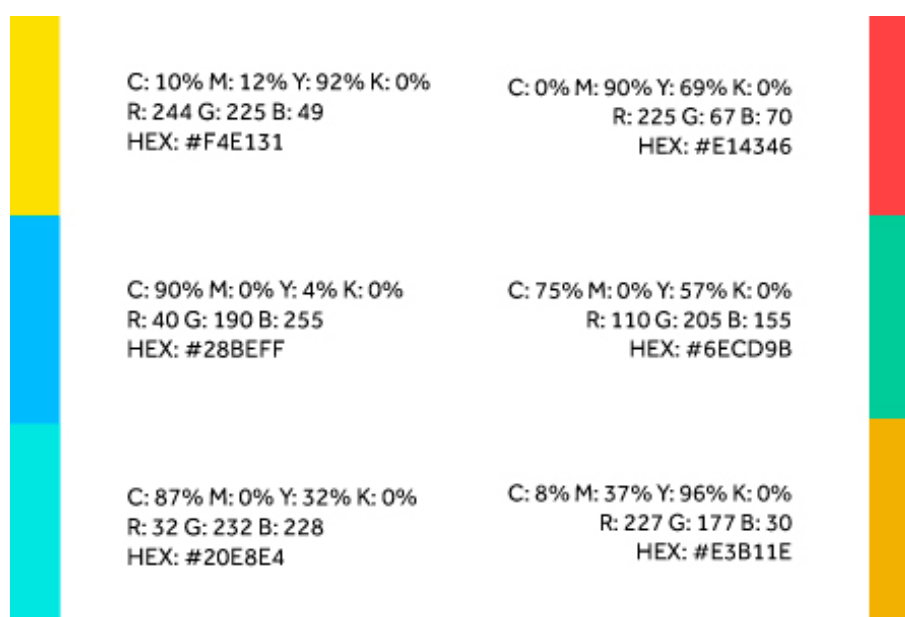 C: 10% M: 12% Y: 92% K: 0%
R: 244 G: 225 B: 49
HEX: #F4E131
C: 0% M: 90% Y: 69% K: 0%
R: 225 G: 67 B: 70
HEX: #E14346
C: 90% M: 0% Y: 4% K: 0%
R: 40 G: 190 B: 255
HEX: #28BEFF
C: 75% M: 0% Y: 57% K: 0%
R: 110 G: 205 B: 155
HEX: #6ECD9B
C: 87% M: 0% Y: 32% K: 0%
R: 32 G: 232 B: 228
HEX: #20E8E4
C: 8% M: 37% Y: 96% K: 0%
R: 227 G: 177 B: 30
HEX: #E3B11E